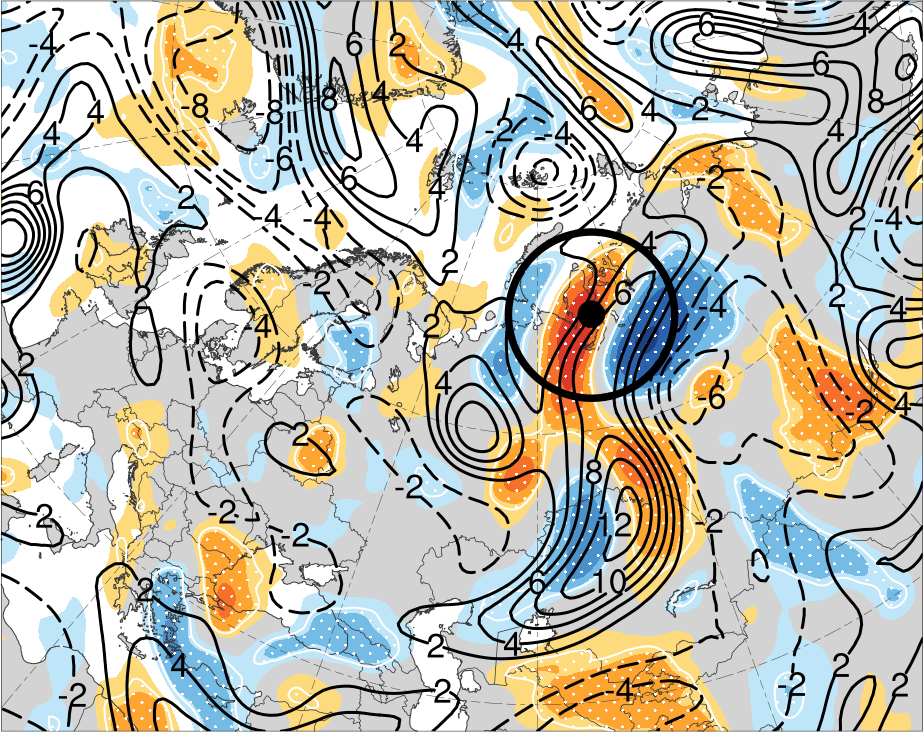 -4 6 2 4 6 4
6
4 4 -8 -8 8 4 6 4 2 8
4 -6 4 -2 -4 4
6 2 6 4 -2
-4 -4 2 -4
4 2
2 2 6 2
4 2 -4
2 4 -6 4
-2
2 8
-2
2 -2 12 -2
-2
2 6 10
4 2 4 2
-2 2 -4 -2 2